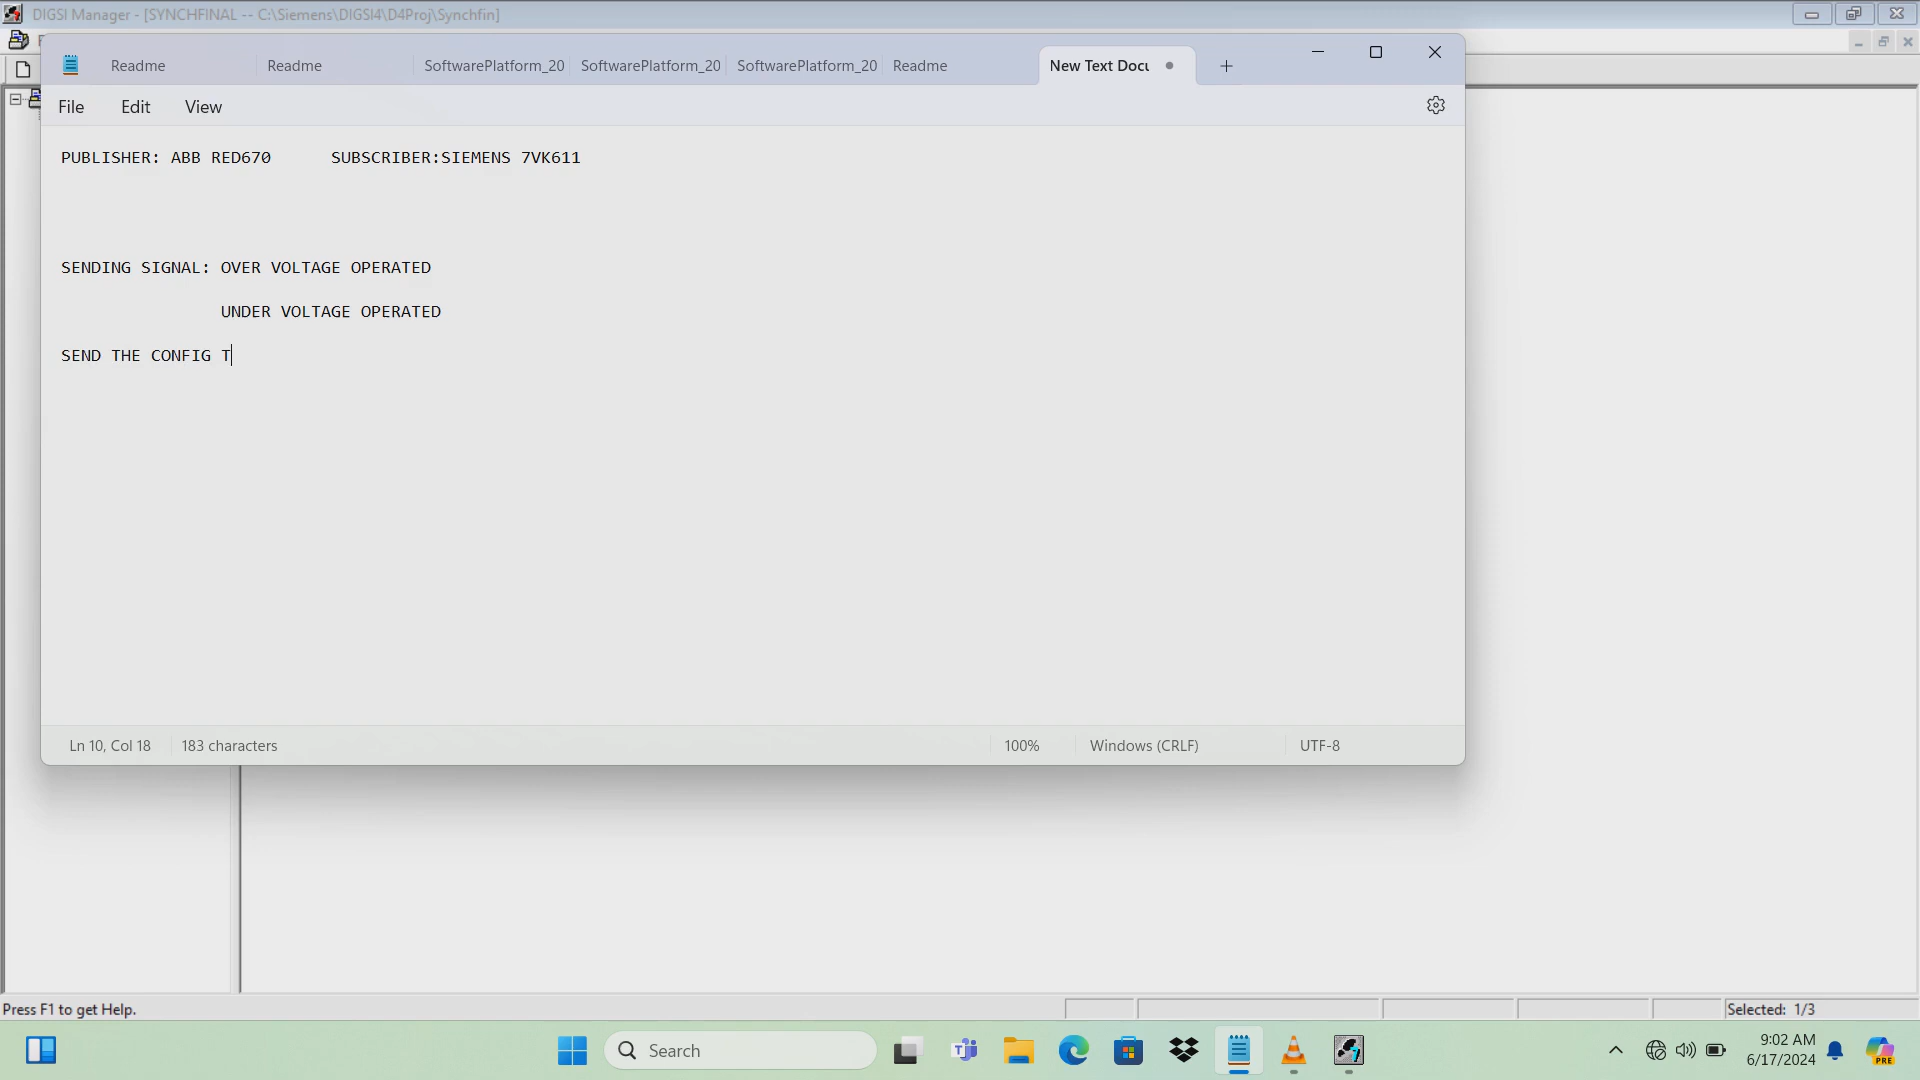 DIGSI Manager - [SYNCHFINAL -- C:\Siemens\DIGSI4\D4Proj\Synchfin]
Readme
Readme
SoftwarePlatform_20
SoftwarePlatform_20
SoftwarePlatform_20
Readme
New Text Docu
File
Edit
View
PUBLISHER: ABB RED670      SUBSCRIBER:SIEMENS 7VK611
SENDING SIGNAL: OVER VOLTAGE OPERATED
UNDER VOLTAGE OPERATED
SEND THE CONFIG T
Ln 10, Col 18
183 characters
100%
Windows (CRLF)
UTF-8
Press F1 to get Help.
Selected: 1/3
Search
9:02 AM
6/17/2024
PRE